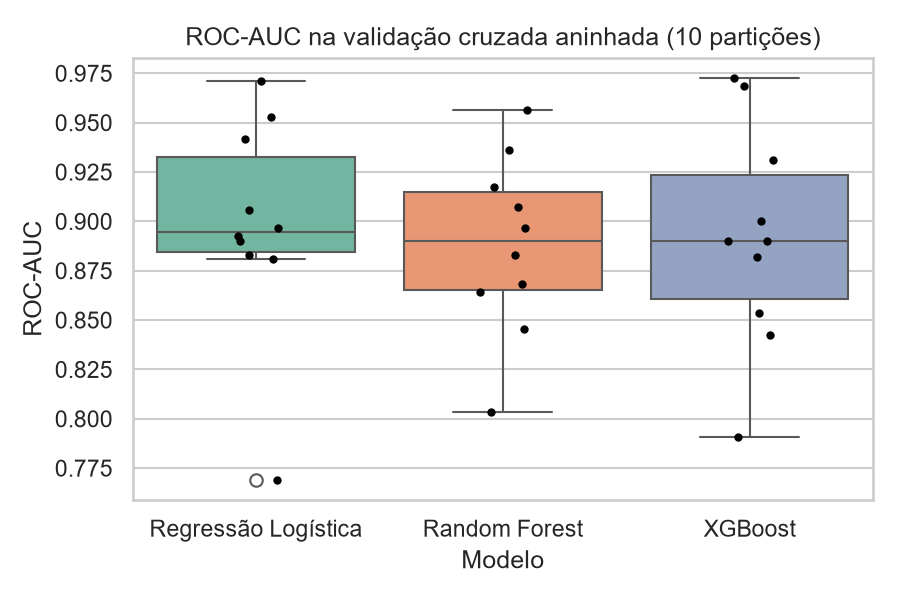 ROC-AUC na validação cruzada aninhada (10 partições)
0.975
0.950
0.925
0.900
0.875
0.850
0.825
0.800
0.775
ROC-AUC
Regressão Logística
Random Forest
XGBoost
Modelo